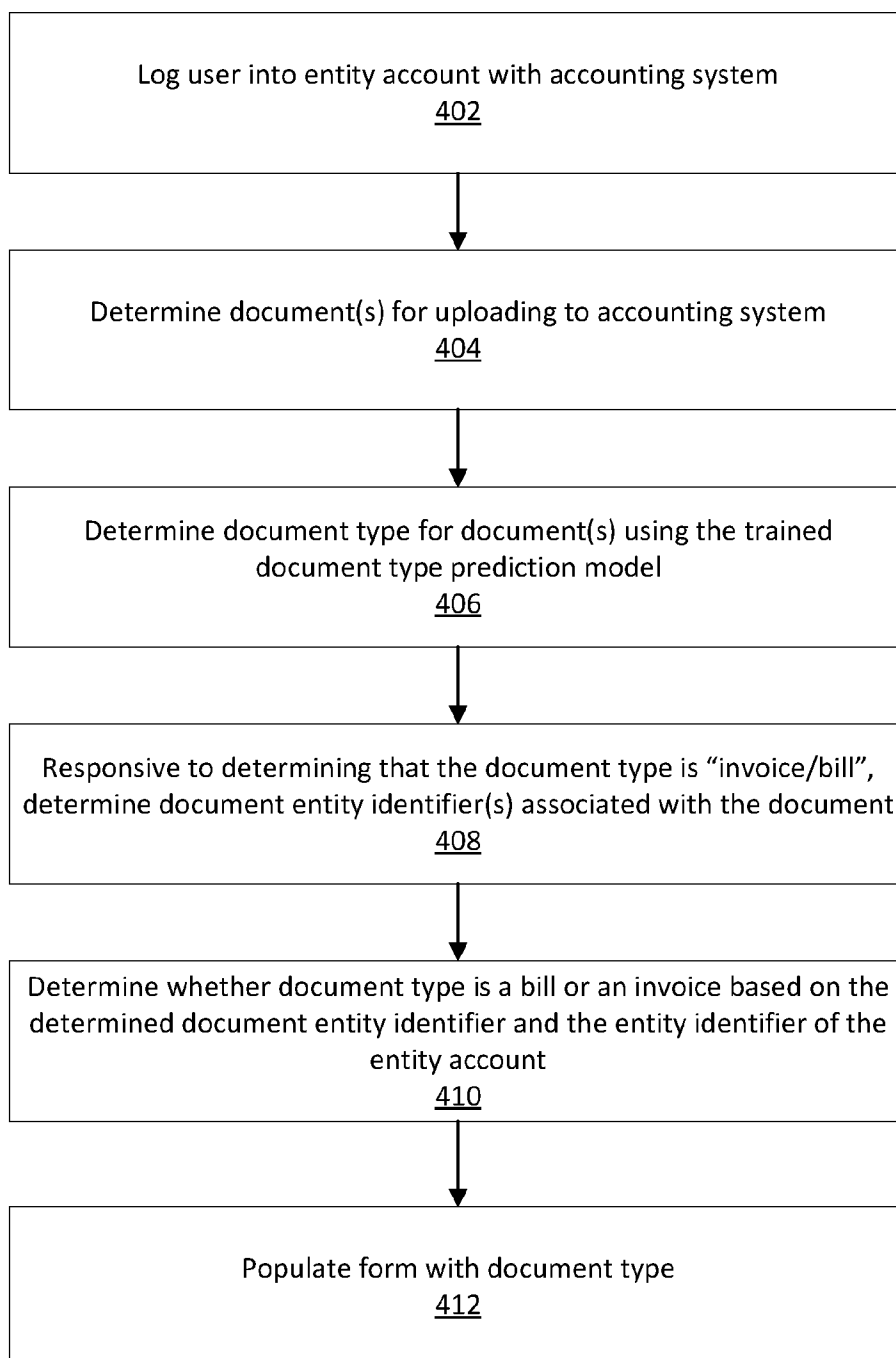 Log user into entity account with accounting system
402
Determine document(s) for uploading to accounting system
404
Determine document type for document(s) using the trained
document type prediction model
406
Responsive to determining that the document type is “invoice/bill”,
determine document entity identifier(s) associated with the document
408
Determine whether document type is a bill or an invoice based on the
determined document entity identifier and the entity identifier of the
entity account
410
Populate form with document type
412